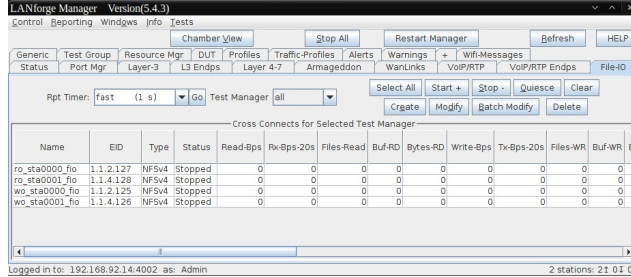 LANforge Manager Version(5.4.3)
Control Reporting Windows Info Tests
Chamber View Stop All Restart Manager Refresh HELP
Generic Test Group Resource Mgr DUT Profiles Traffic-Profiles Alerts Warnings + Wifi-Messages
Status Port Mgr Layer-3 L3 Endps Layer 4-7 Armageddon WanLinks VoIP/RTP VoIP/RTP Endps File-IO
Rpt Timer: fast (1 s) Go Test Manager all Select All Start + Stop - Quiesce Clear
Create Modify Batch Modify Delete
Cross Connects for Selected Test Manager
Name EID Type Status Read-Bps Rx-Bps-20s Files-Read Buf-RD Bytes-RD Write-Bps Tx-Bps-20s Files-WR Buf-WR
ro_sta0000_fio 1.1.2.127 NFSv4 Stopped 0 0 0 0 0 0 0 0 0
ro_sta0001_fio 1.1.4.128 NFSv4 Stopped 0 0 0 0 0 0 0 0 0
wo_sta0000_fio 1.1.2.125 NFSv4 Stopped 0 0 0 0 0 0 0 0 0
wo_sta0001_fio 1.1.4.126 NFSv4 Stopped 0 0 0 0 0 0 0 0 0
Logged in to: 192.168.92.14:4002 as: Admin 2 stations: 2↑ 0↕